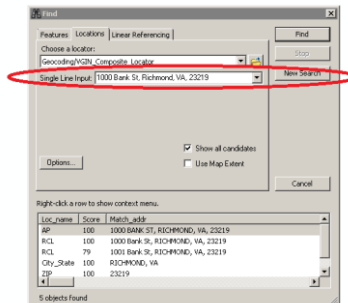 Find
Features Locations Linear Referencing
Find
Choose a locator:
Stop
Geocoding/VGIN_Composite_Locator
New Search
Single Line Input: 1000 Bank St, Richmond, VA, 23219
Show all candidates
Options...
Use Map Extent
Cancel
Right-click a row to show context menu.
Loc_name Score Match_addr
AP 100 1000 BANK ST, RICHMOND, VA, 23219
RCL 100 1000 Bank St, RICHMOND, VA, 23219
RCL 79 1001 Bank St, RICHMOND, VA, 23219
City_State 100 RICHMOND, VA
ZIP 100 23219
5 objects found